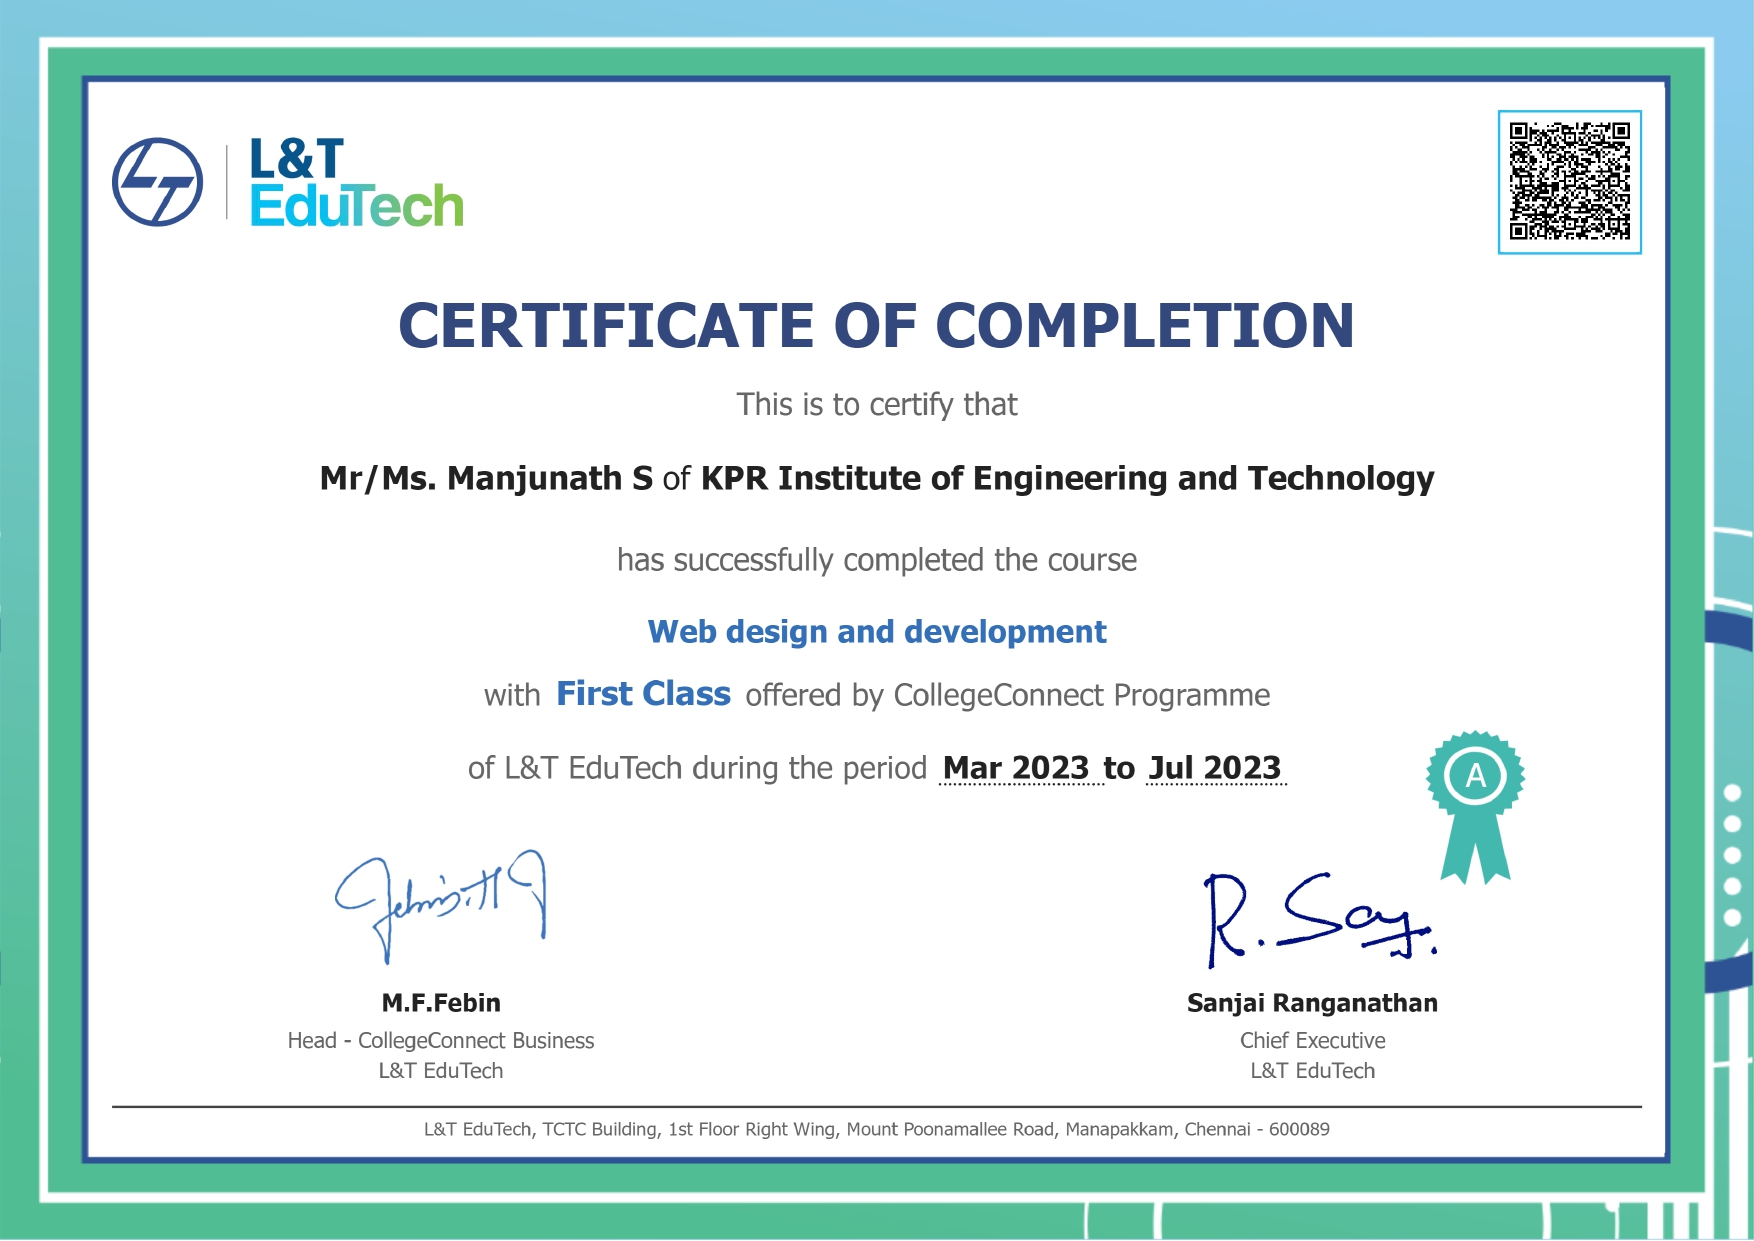 L&T
EduTech
CERTIFICATE OF COMPLETION
This is to certify that
Mr/Ms. Manjunath S of KPR Institute of Engineering and Technology
has successfully completed the course
Web design and development
with First Class offered by CollegeConnect Programme
of L&T EduTech during the period Mar 2023 to Jul 2023
A
R. Say.
M.F.Febin
Head - CollegeConnect Business
L&T EduTech
Sanjai Ranganathan
Chief Executive
L&T EduTech
L&T EduTech, TCTC Building, 1st Floor Right Wing, Mount Poonamallee Road, Manapakkam, Chennai - 600089